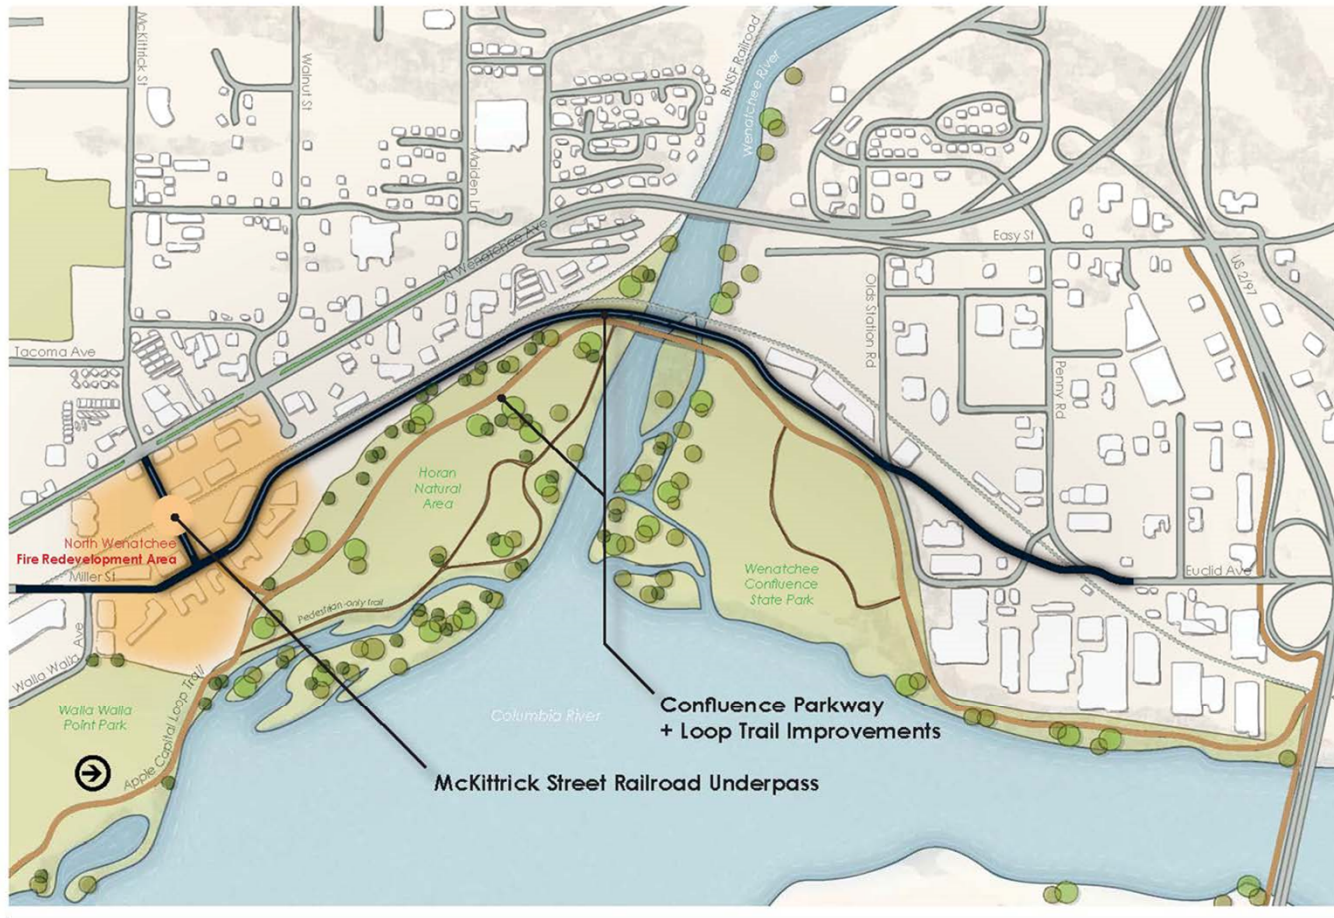 McKittrick St
Walnut St
Maiden Ln
BNSF Railroad
Wenatchee River
N Wenatchee Ave
Easy St
US 2/97
Olds Station Rd
Tacoma Ave
Penny Rd
Horan
Natural
Area
North Wenatchee
Fire Redevelopment Area
Miller St
Euclid Ave
Wenatchee
Confluence
State Park
Pedestrian-only trail
Walla Walla Ave
Walla Walla
Point Park
Apple Capital Loop Trail
Columbia River
Confluence Parkway
+ Loop Trail Improvements
McKittrick Street Railroad Underpass